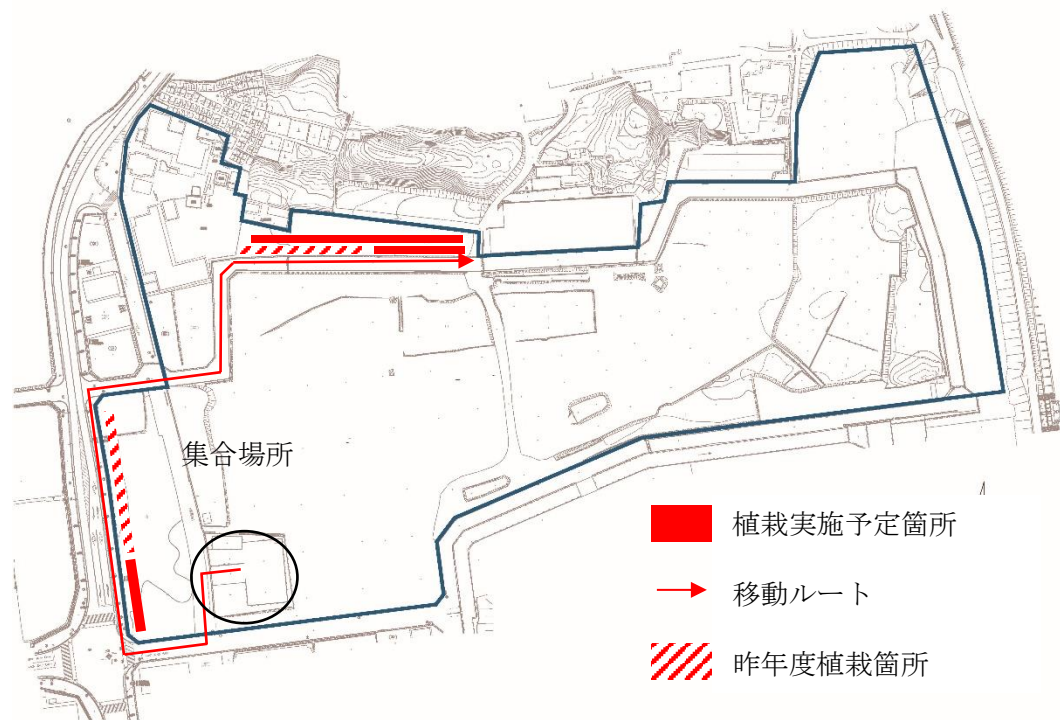 集合場所
植栽実施予定箇所
移動ルート
昨年度植栽箇所